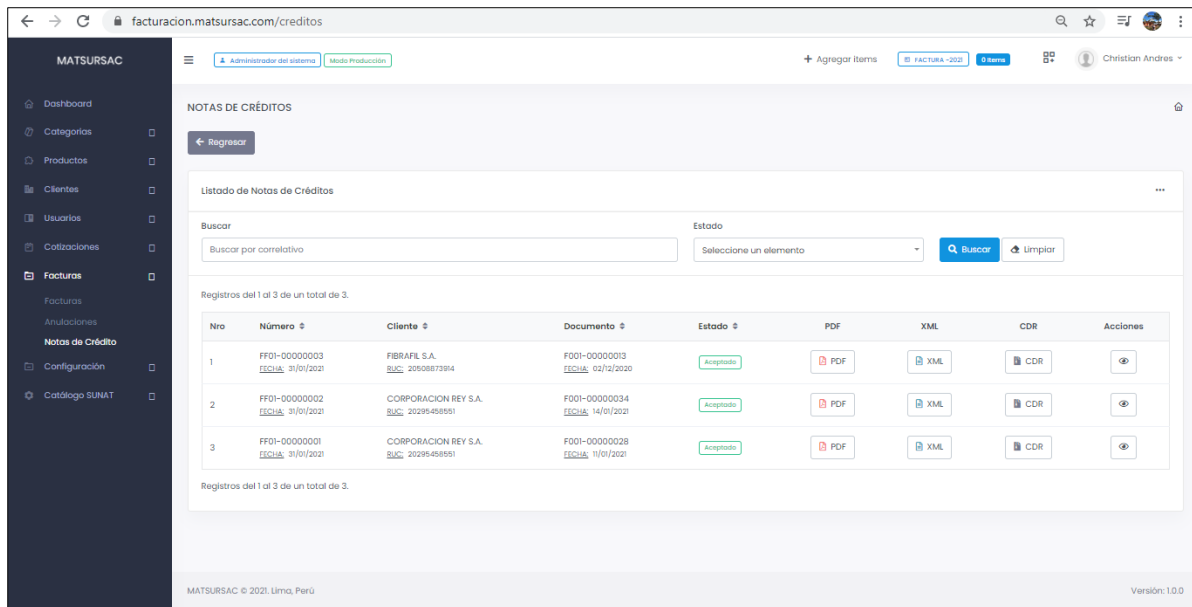 facturacion.matsursac.com/creditos
MATSURSAC
Administrador del sistema Modo Producción
+ Agregar items FACTURA -2021 0 Items Christian Andres
Dashboard
Categorias
Productos
Clientes
Usuarios
Cotizaciones
Facturas
Facturas
Anulaciones
Notas de Crédito
Configuración
Catálogo SUNAT
NOTAS DE CRÉDITOS
Regresar
Listado de Notas de Créditos
Buscar Estado
Buscar por correlativo Seleccione un elemento Buscar Limpiar
Registros del 1 al 3 de un total de 3.
Nro Número Cliente Documento Estado PDF XML CDR Acciones
1 FF01-00000003 FIBRAFIL S.A. F001-00000013 Aceptado PDF XML CDR
FECHA: 31/01/2021 RUC: 20506873914 FECHA: 02/12/2020
2 FF01-00000002 CORPORACION REY S.A. F001-00000034 Aceptado PDF XML CDR
FECHA: 31/01/2021 RUC: 20295456551 FECHA: 14/01/2021
3 FF01-00000001 CORPORACION REY S.A. F001-00000028 Aceptado PDF XML CDR
FECHA: 31/01/2021 RUC: 20295456551 FECHA: 11/01/2021
Registros del 1 al 3 de un total de 3.
MATSURSAC © 2021. Lima, Perú Versión: 1.0.0